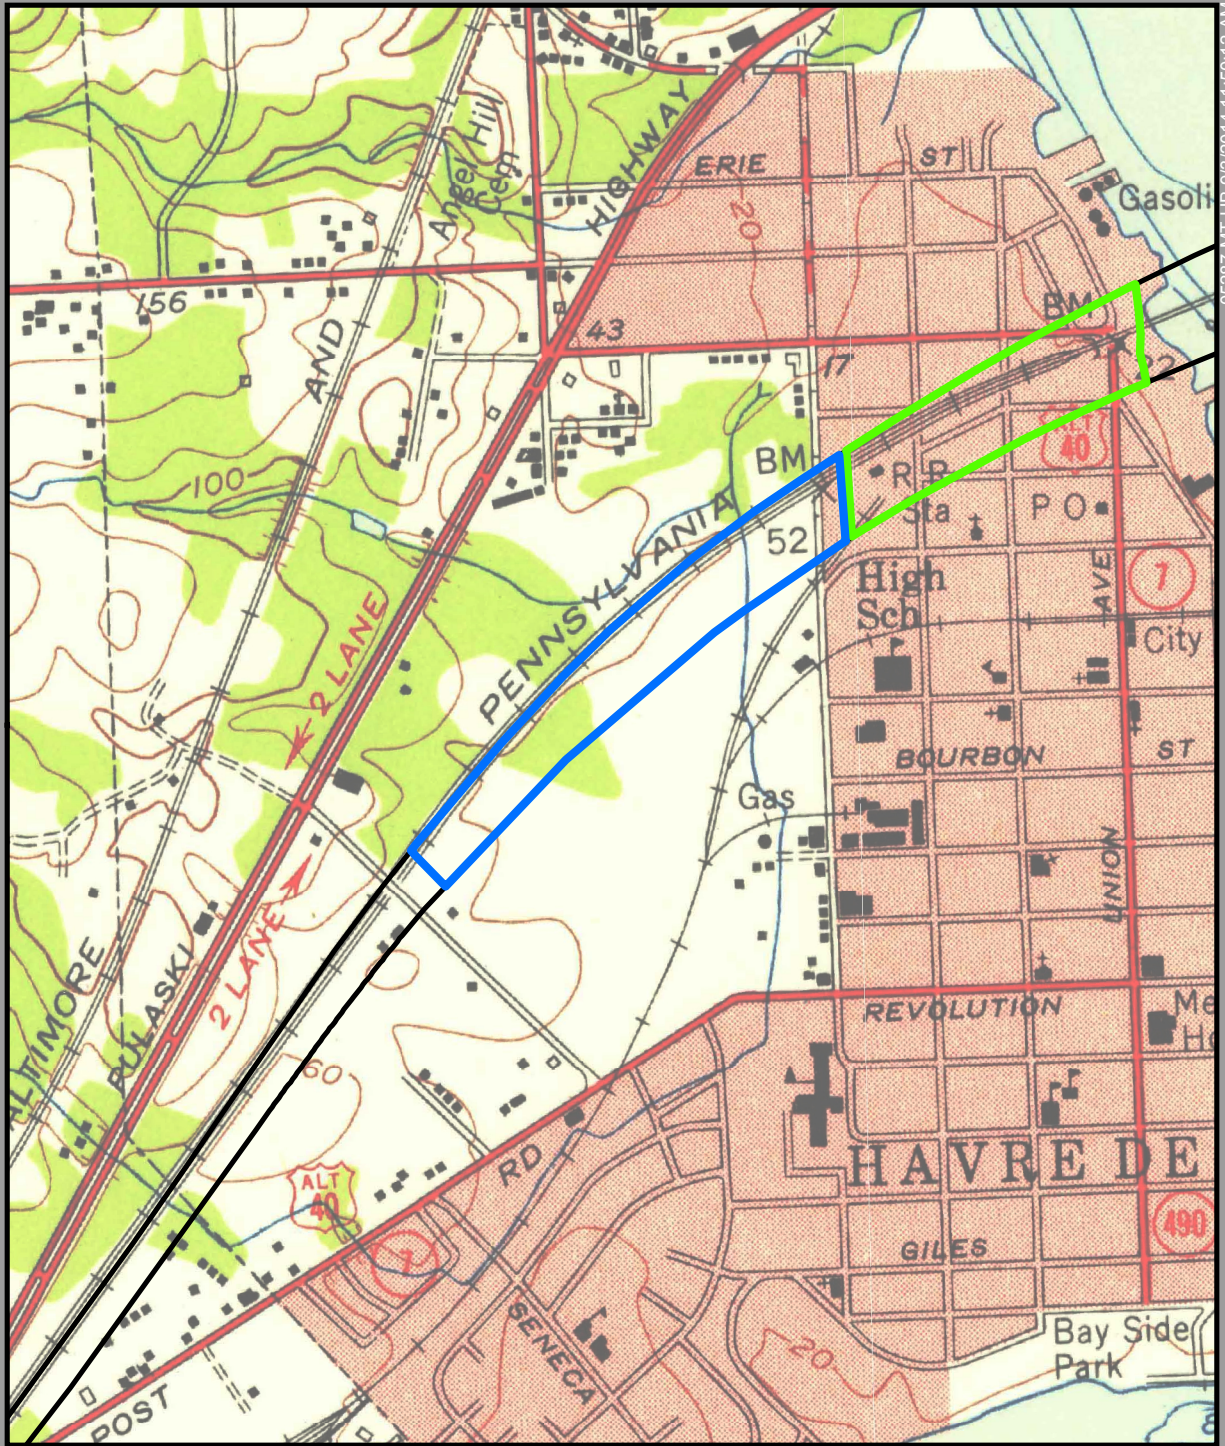 ERIE
ST
Angel Hill
Cem
HIGHWAY
20
Gasoli
156
43
BM
17
22
AND
ALT
40
100
BM
R R
Sta
P O
52
PENNSYLVANIA
High
Sch
AVE
7
City
2 LANE
BOURBON
ST
Gas
UNION
2 LANE
PULASKI
REVOLUTION
Me
Ho
60
RD
HAVRE DE
ALT
40
490
7
GILES
SENECA
Bay Side
Park
20
POST